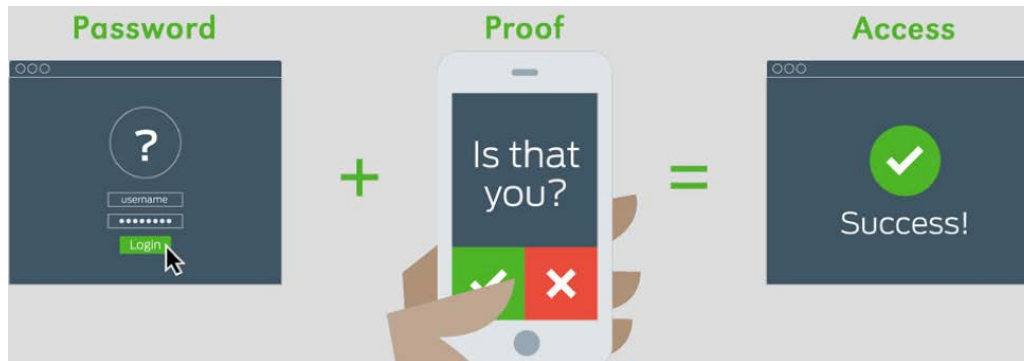 Password
Proof
Access
?
username
Login
+
Is that
you?
=
Success!